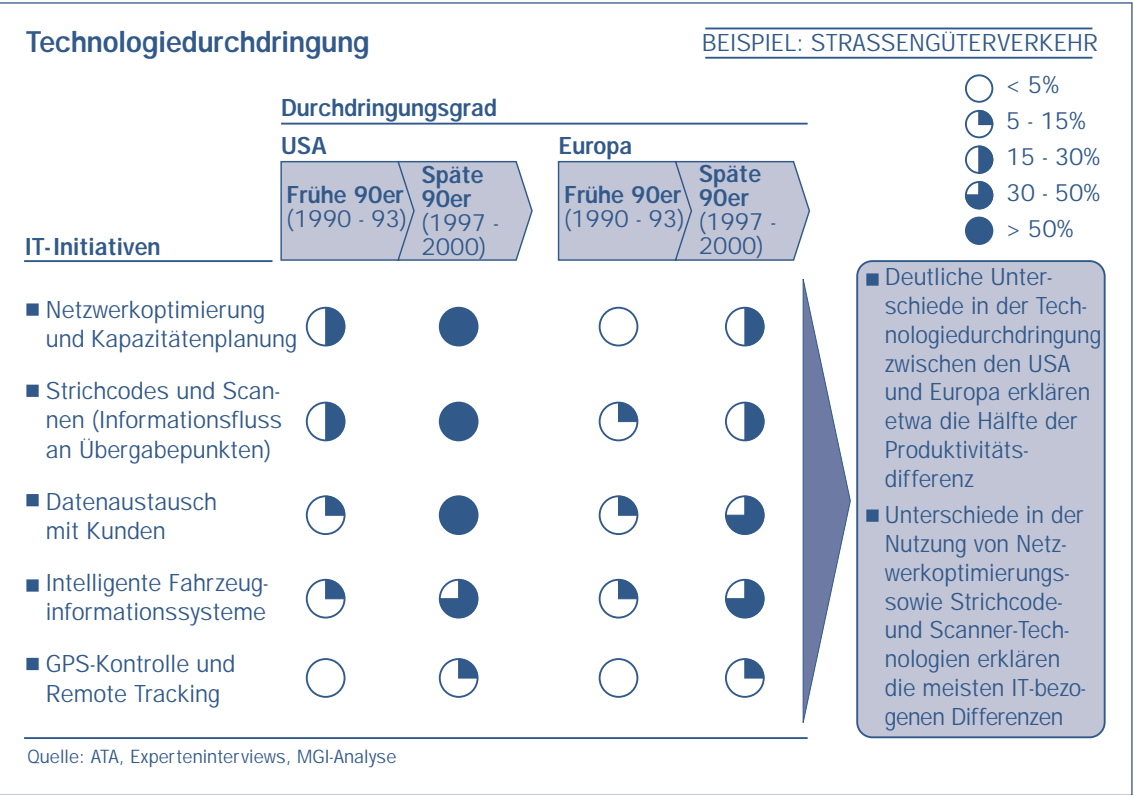 Technologiedurchdringung
BEISPIEL: STRASSENGÜTERVERKEHR
< 5%
5 - 15%
15 - 30%
30 - 50%
> 50%
Durchdringungsgrad
USA
Europa
Frühe 90er
(1990 - 93)
Späte
90er
(1997 -
2000)
Frühe 90er
(1990 - 93)
Späte
90er
(1997 -
2000)
IT-Initiativen
Netzwerkoptimierung
und Kapazitätenplanung
Strichcodes und Scan-
nen (Informationsfluss
an Übergabepunkten)
Datenaustausch
mit Kunden
Intelligente Fahrzeug-
informationssysteme
GPS-Kontrolle und
Remote Tracking
Deutliche Unter-
schiede in der Tech-
nologiedurchdringung
zwischen den USA
und Europa erklären
etwa die Hälfte der
Produktivitäts-
differenz
Unterschiede in der
Nutzung von Netz-
werkoptimierungs-
sowie Strichcode-
und Scanner-Tech-
nologien erklären
die meisten IT-bezo-
genen Differenzen
Quelle: ATA, Experteninterviews, MGI-Analyse